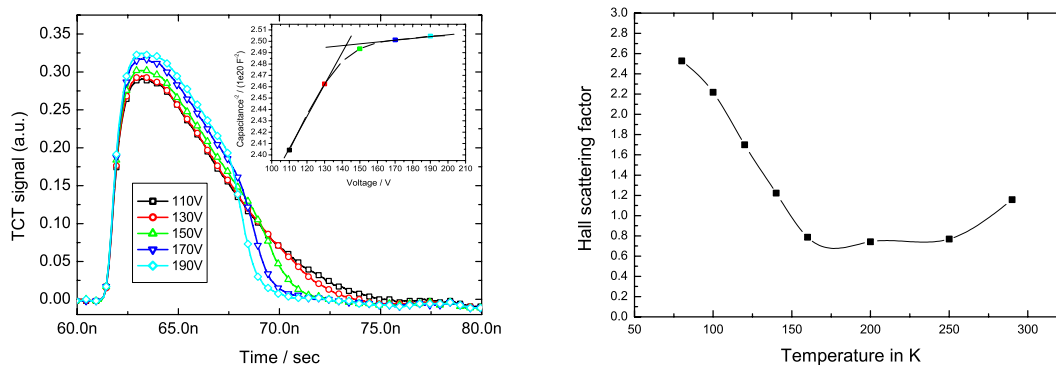 TCT signal (a.u.)
0.35
0.30
0.25
0.20
0.15
0.10
0.05
0.00
60.0n 65.0n 70.0n 75.0n 80.0n
Time / sec
110V
130V
150V
170V
190V
Capacitance-2 / (1e20 F-2)
2.51
2.50
2.49
2.48
2.47
2.46
2.45
2.44
2.43
2.42
2.41
2.40
100 110 120 130 140 150 160 170 180 190 200 210
Voltage / V
Hall scattering factor
3.0
2.8
2.6
2.4
2.2
2.0
1.8
1.6
1.4
1.2
1.0
0.8
0.6
0.4
0.2
0.0
50 100 150 200 250 300
Temperature in K